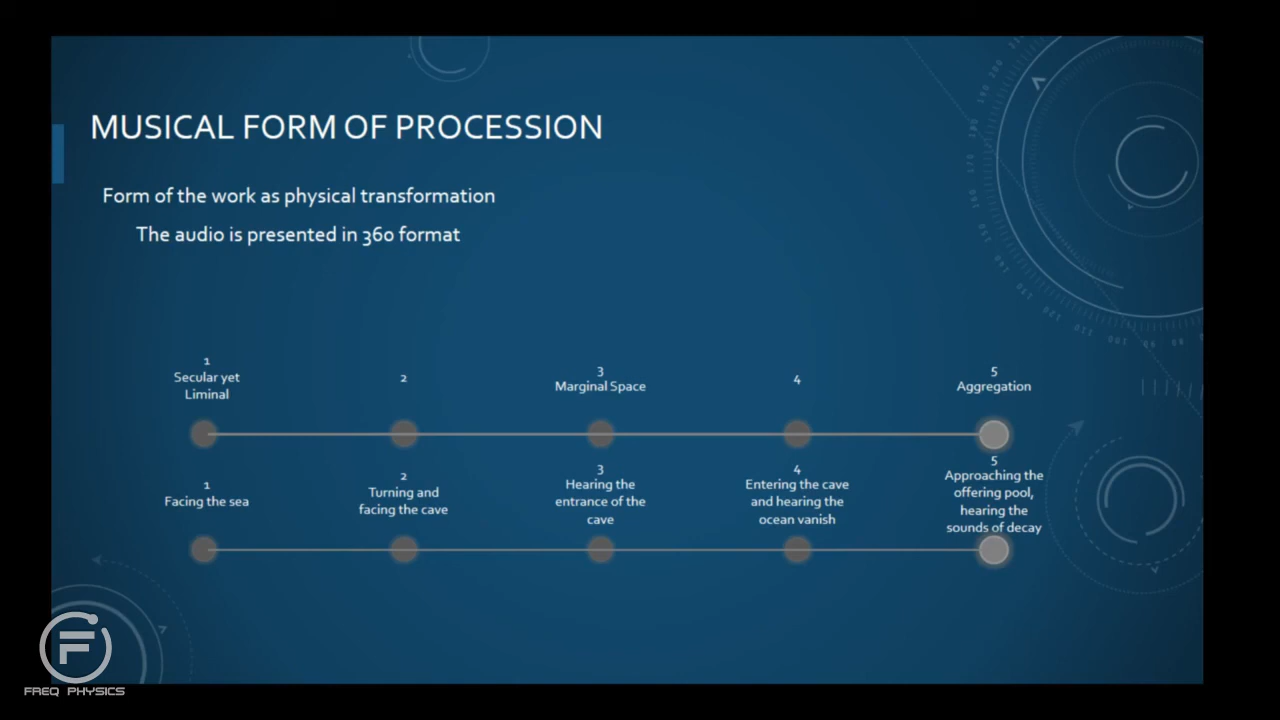 MUSICAL FORM OF PROCESSION
Form of the work as physical transformation
The audio is presented in 360 format
1
Secular yet
Liminal
2
3
Marginal Space
4
5
Aggregation
1
Facing the sea
2
Turning and
facing the cave
3
Hearing the
entrance of the
cave
4
Entering the cave
and hearing the
ocean vanish
5
Approaching the
offering pool,
hearing the
sounds of decay
F
FREQ PHYSICS